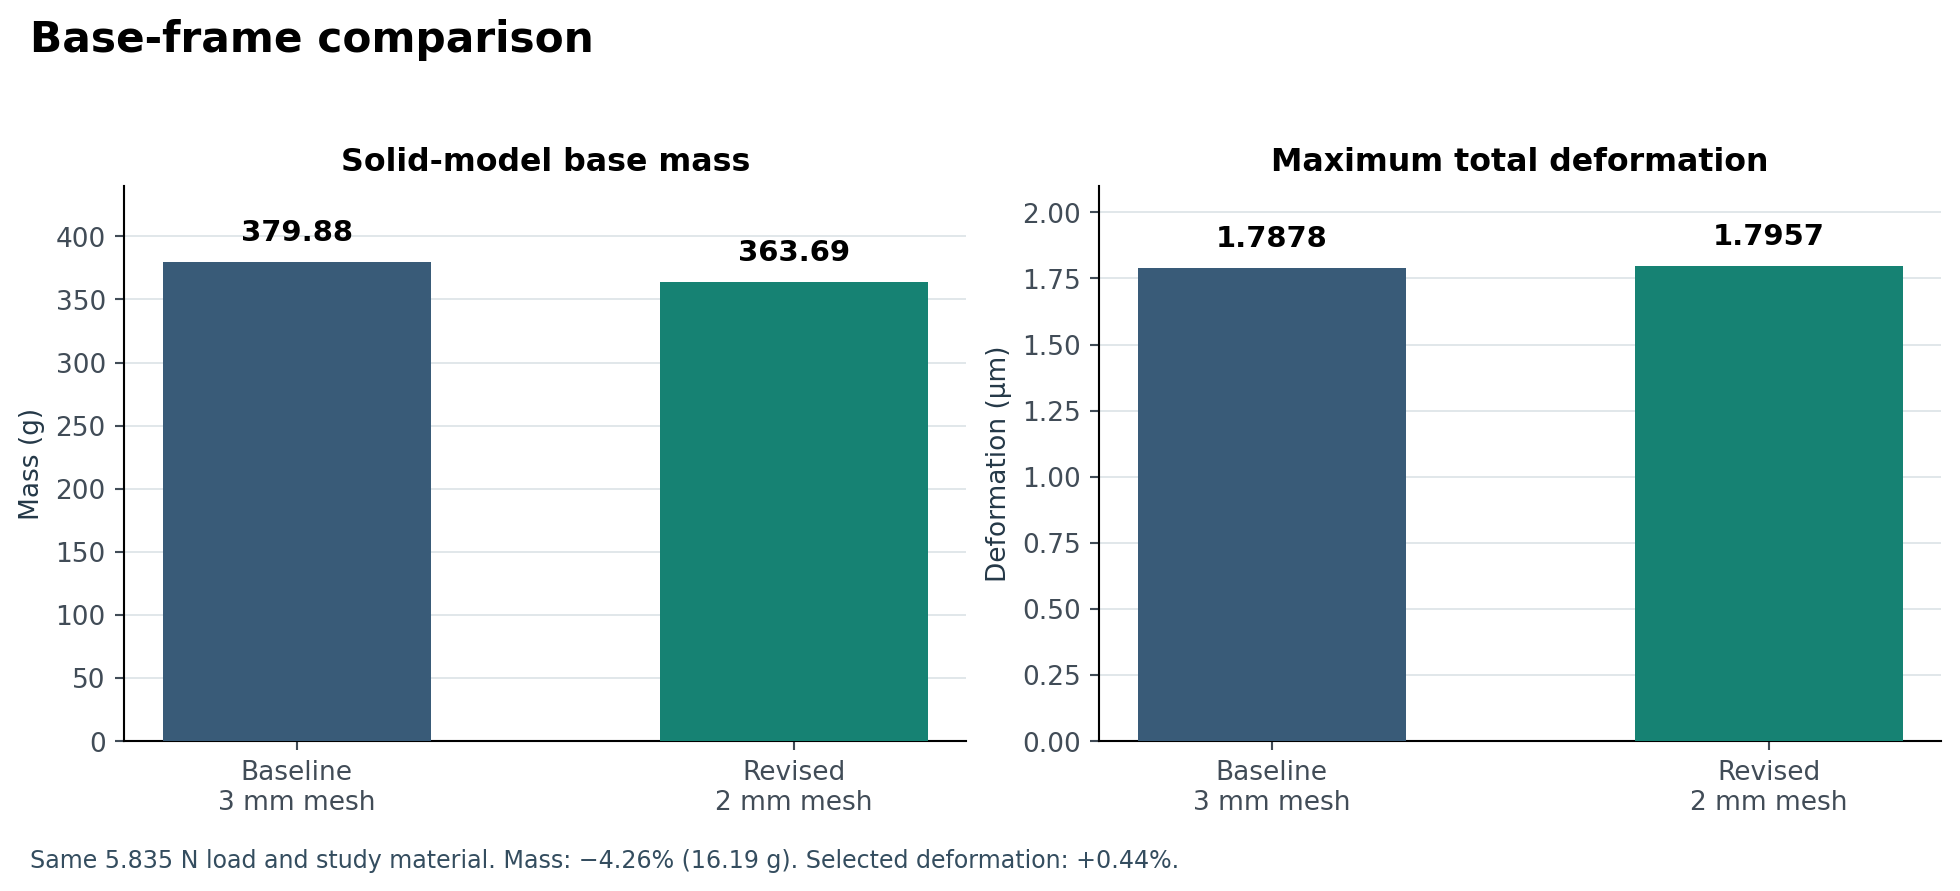 Base-frame comparison
Solid-model base mass
Mass (g)
400
350
300
250
200
150
100
50
0
379.88
363.69
Baseline
3 mm mesh
Revised
2 mm mesh
Maximum total deformation
Deformation (µm)
2.00
1.75
1.50
1.25
1.00
0.75
0.50
0.25
0.00
1.7878
1.7957
Baseline
3 mm mesh
Revised
2 mm mesh
Same 5.835 N load and study material. Mass: −4.26% (16.19 g). Selected deformation: +0.44%.